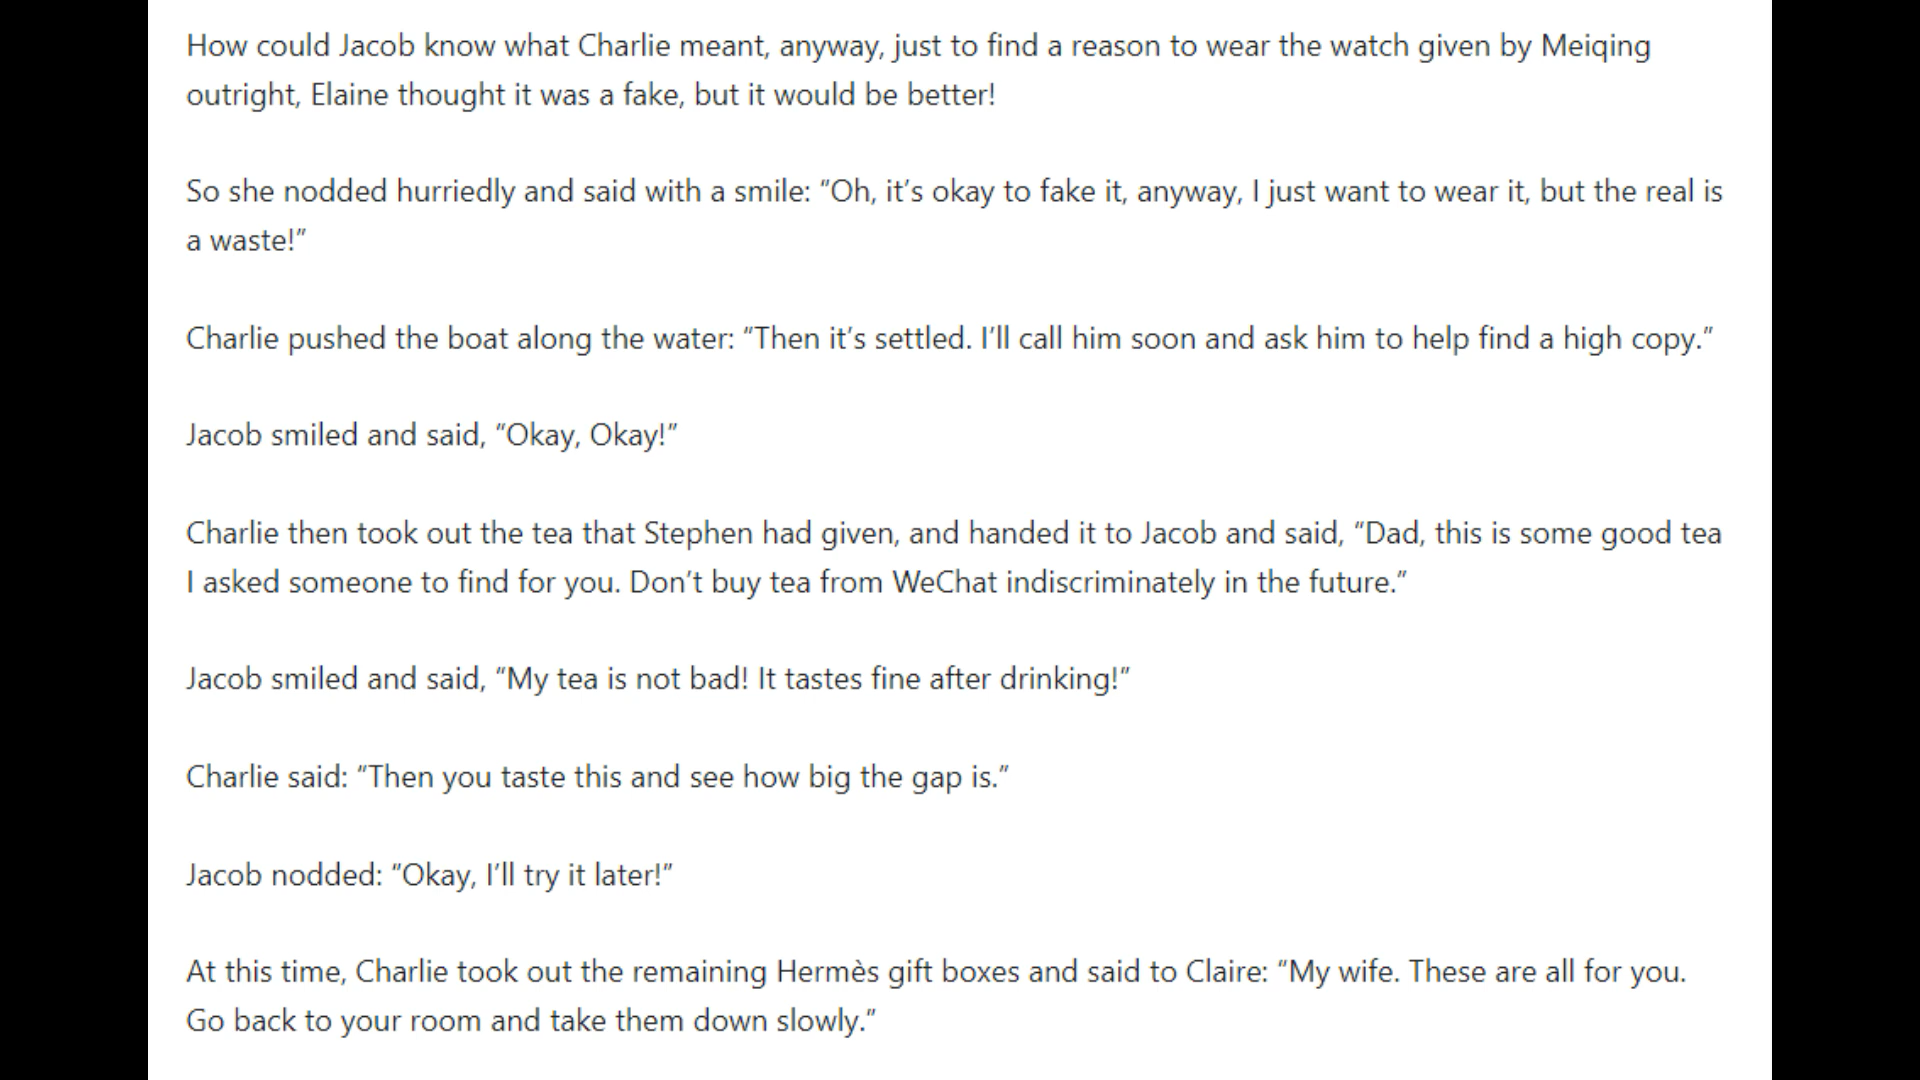 How could Jacob know what Charlie meant, anyway, just to find a reason to wear the watch given by Meiqing
outright, Elaine thought it was a fake, but it would be better!
So she nodded hurriedly and said with a smile: “Oh, it’s okay to fake it, anyway, I just want to wear it, but the real is
a waste!”
Charlie pushed the boat along the water: “Then it’s settled. I’ll call him soon and ask him to help find a high copy.”
Jacob smiled and said, “Okay, Okay!”
Charlie then took out the tea that Stephen had given, and handed it to Jacob and said, “Dad, this is some good tea
I asked someone to find for you. Don’t buy tea from WeChat indiscriminately in the future.”
Jacob smiled and said, “My tea is not bad! It tastes fine after drinking!”
Charlie said: “Then you taste this and see how big the gap is.”
Jacob nodded: “Okay, I’ll try it later!”
At this time, Charlie took out the remaining Hermès gift boxes and said to Claire: “My wife. These are all for you.
Go back to your room and take them down slowly.”